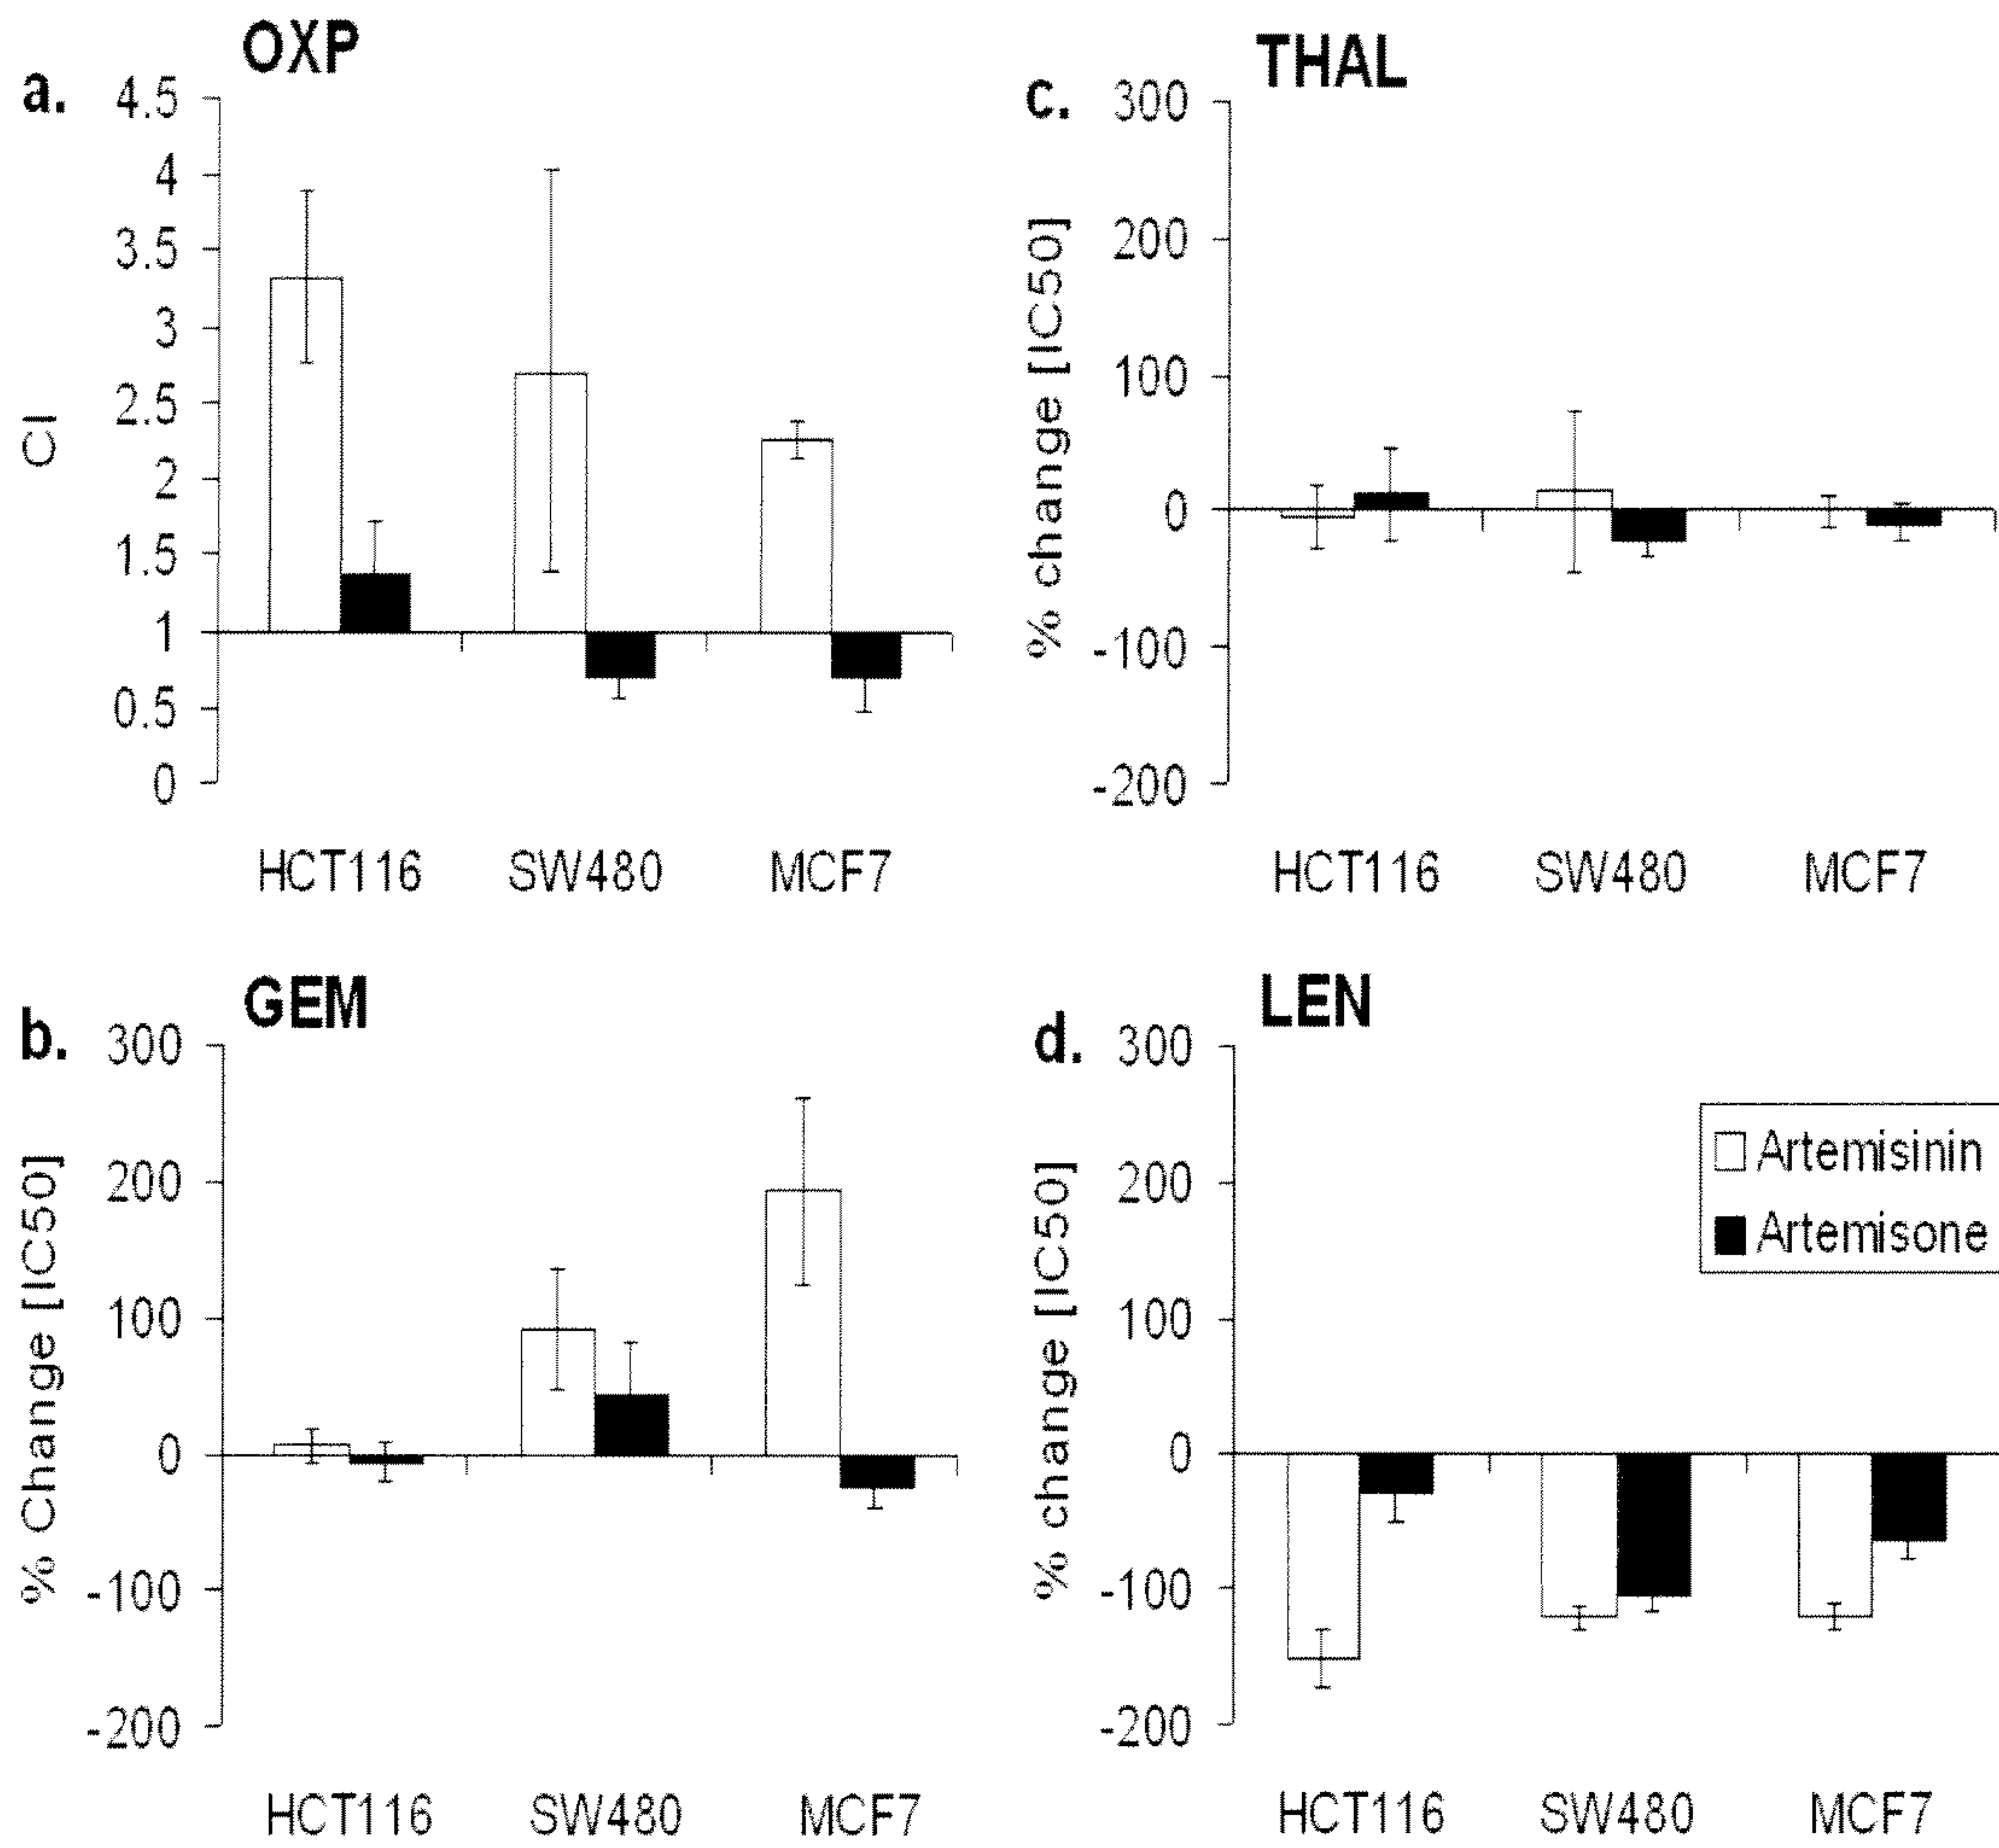 a.
OXP
4.5
4
3.5
3
2.5
2
1.5
1
0.5
0
CI
HCT116 SW480 MCF7
c.
THAL
300
200
100
0
-100
-200
% change [IC50]
HCT116 SW480 MCF7
b.
GEM
300
200
100
0
-100
-200
% Change [IC50]
HCT116 SW480 MCF7
d.
LEN
300
200
100
0
-100
-200
% change [IC50]
Artemisinin
Artemisone
HCT116 SW480 MCF7